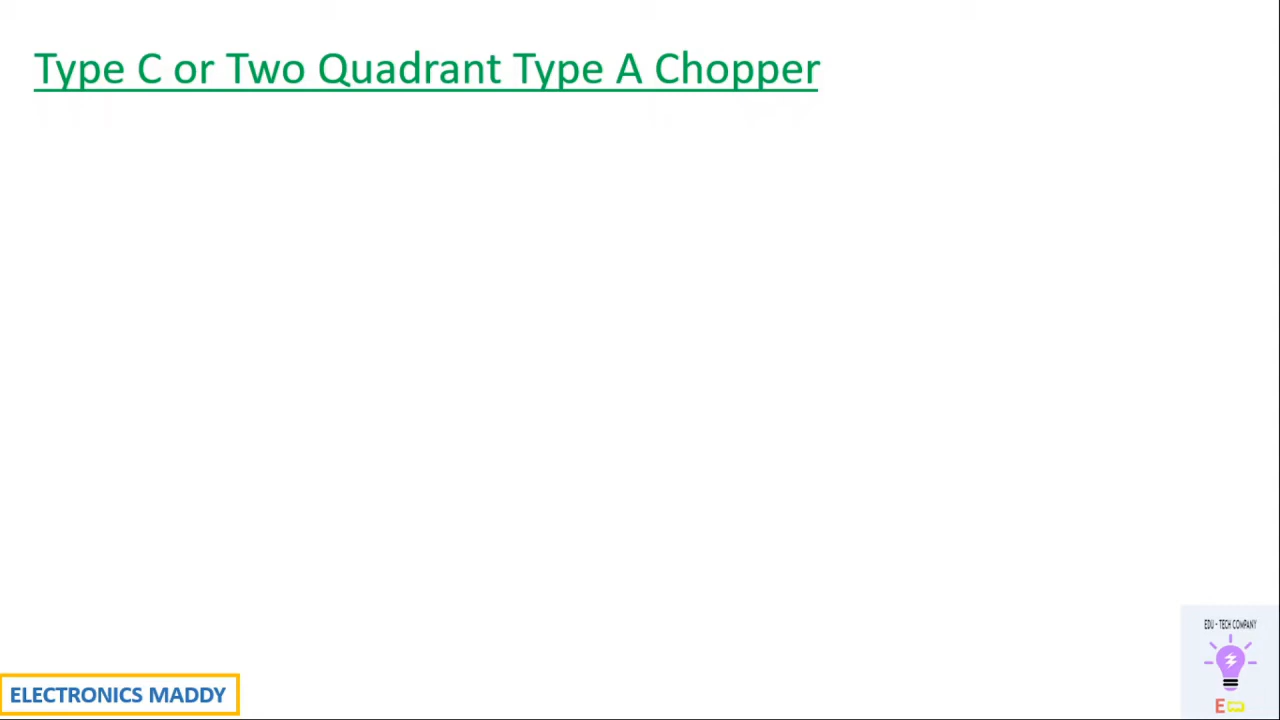 Type C or Two Quadrant Type A Chopper
EDU - TECH COMPANY
ELECTRONICS MADDY
E